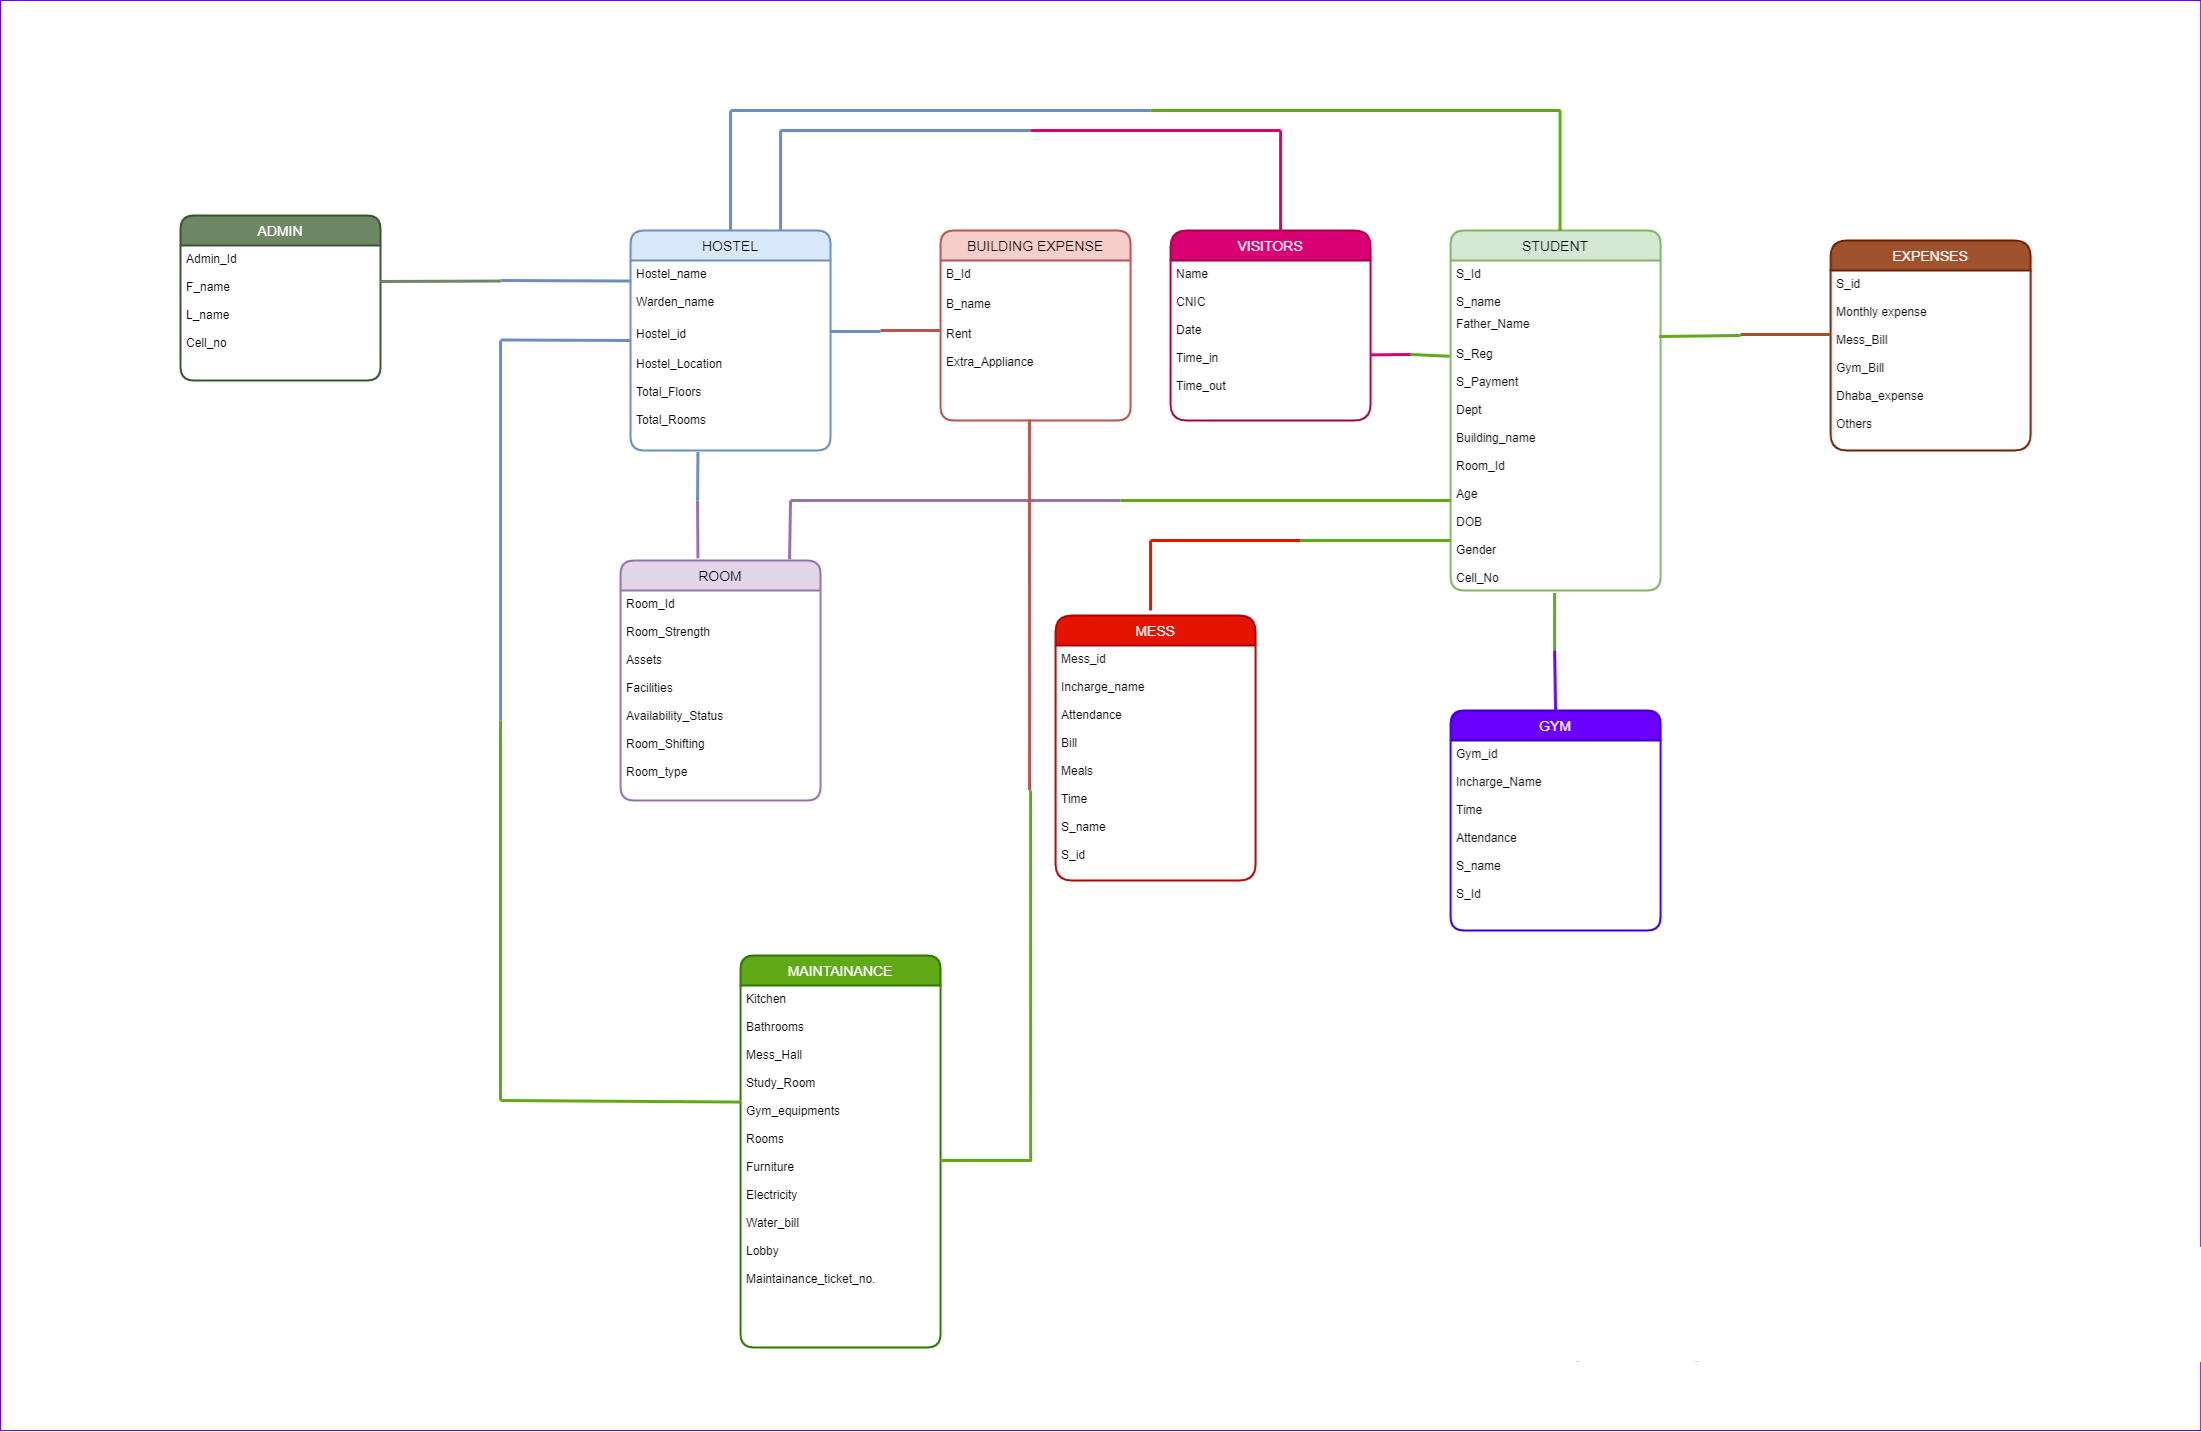 ADMIN
Admin_Id
F_name
L_name
Cell_no
HOSTEL
Hostel_name
Warden_name
Hostel_id
Hostel_Location
Total_Floors
Total_Rooms
BUILDING EXPENSE
B_Id
B_name
Rent
Extra_Appliance
VISITORS
Name
CNIC
Date
Time_in
Time_out
STUDENT
S_Id
S_name
Father_Name
S_Reg
S_Payment
Dept
Building_name
Room_Id
Age
DOB
Gender
Cell_No
EXPENSES
S_id
Monthly expense
Mess_Bill
Gym_Bill
Dhaba_expense
Others
ROOM
Room_Id
Room_Strength
Assets
Facilities
Availability_Status
Room_Shifting
Room_type
MESS
Mess_id
Incharge_name
Attendance
Bill
Meals
Time
S_name
S_id
GYM
Gym_id
Incharge_Name
Time
Attendance
S_name
S_Id
MAINTAINANCE
Kitchen
Bathrooms
Mess_Hall
Study_Room
Gym_equipments
Rooms
Furniture
Electricity
Water_bill
Lobby
Maintainance_ticket_no.